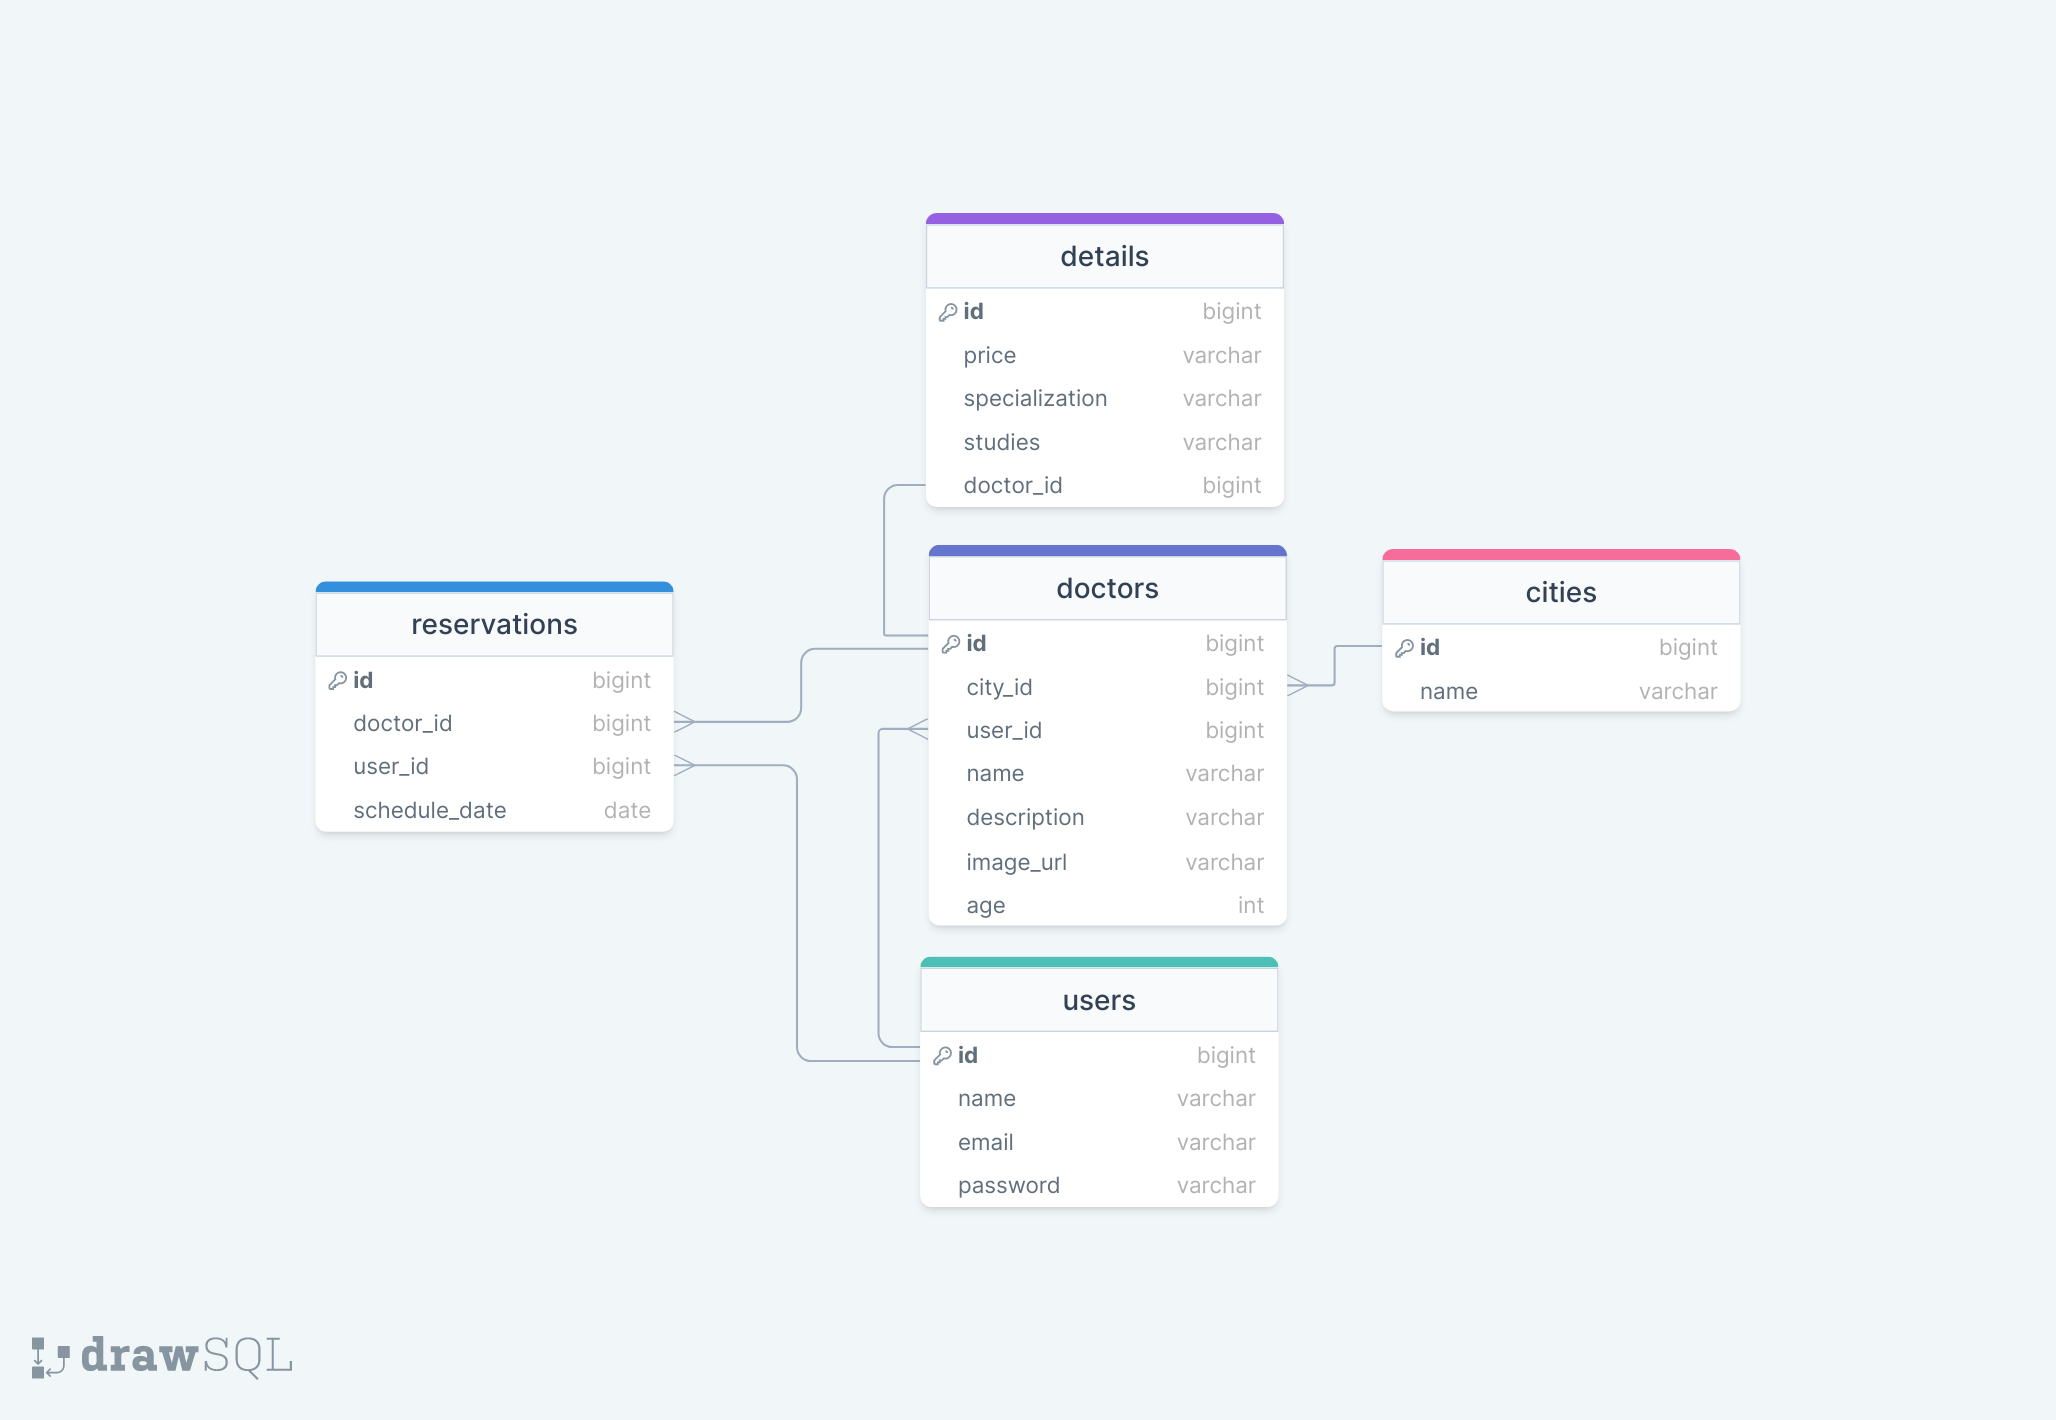 details
id bigint
price varchar
specialization varchar
studies varchar
doctor_id bigint
doctors
id bigint
city_id bigint
user_id bigint
name varchar
description varchar
image_url varchar
age int
cities
id bigint
name varchar
reservations
id bigint
doctor_id bigint
user_id bigint
schedule_date date
users
id bigint
name varchar
email varchar
password varchar
drawSQL